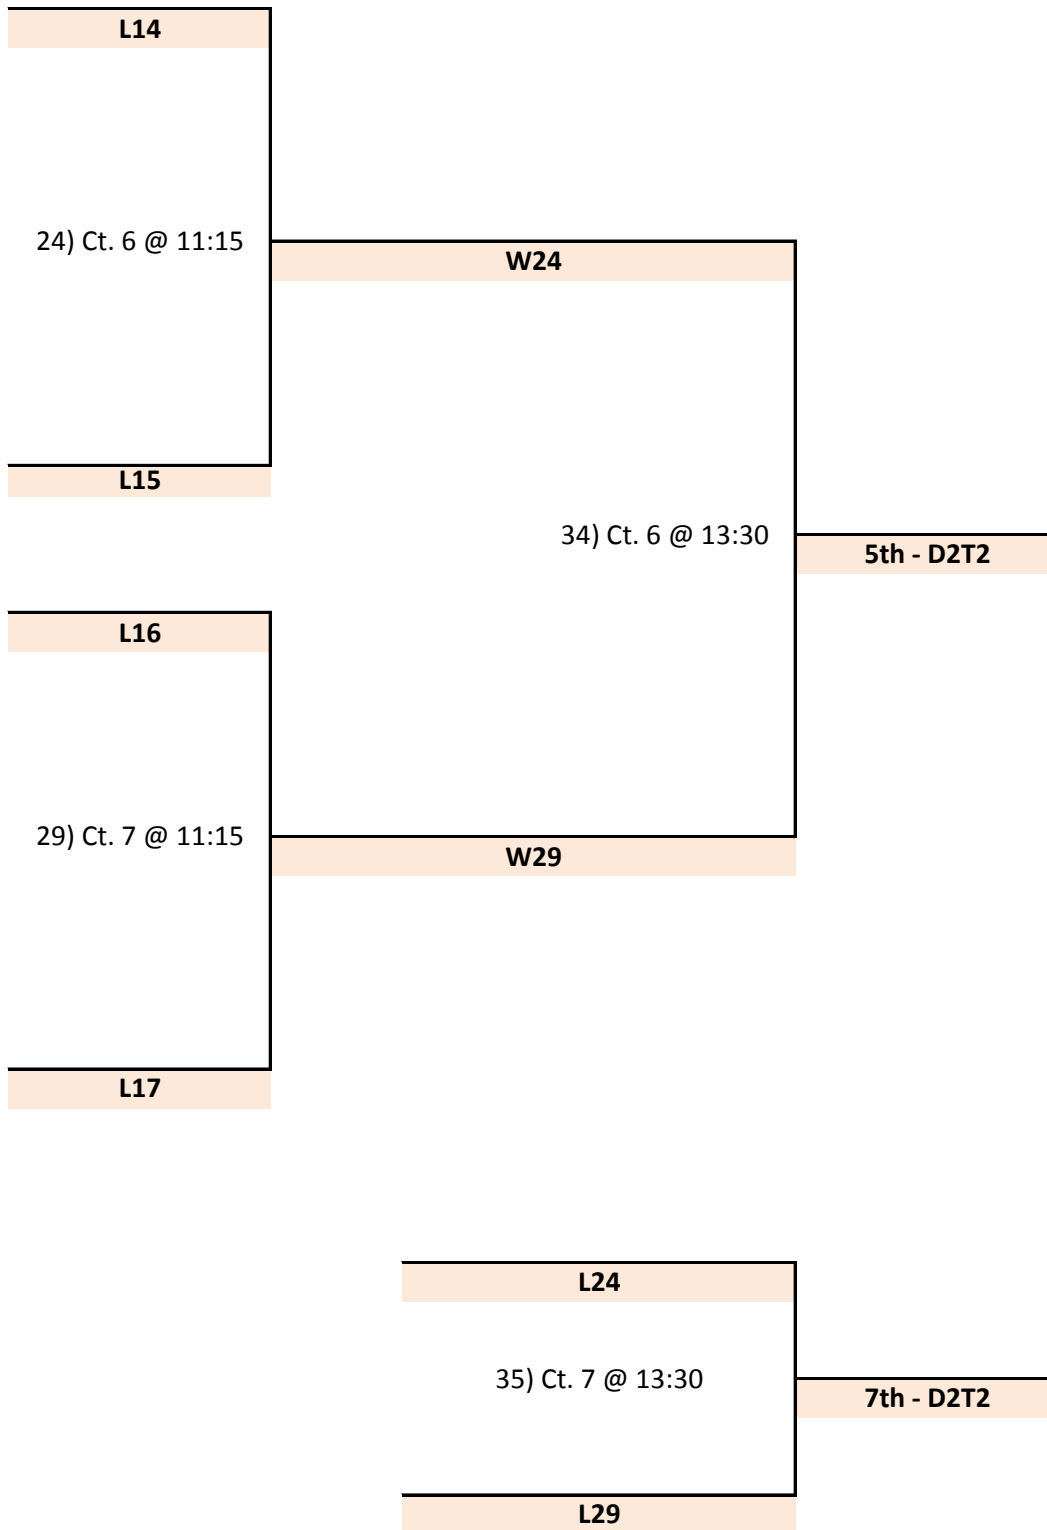 L14
24) Ct. 6 @ 11:15
W24
L15
34) Ct. 6 @ 13:30
5th - D2T2
L16
29) Ct. 7 @ 11:15
W29
L17
L24
35) Ct. 7 @ 13:30
7th - D2T2
L29